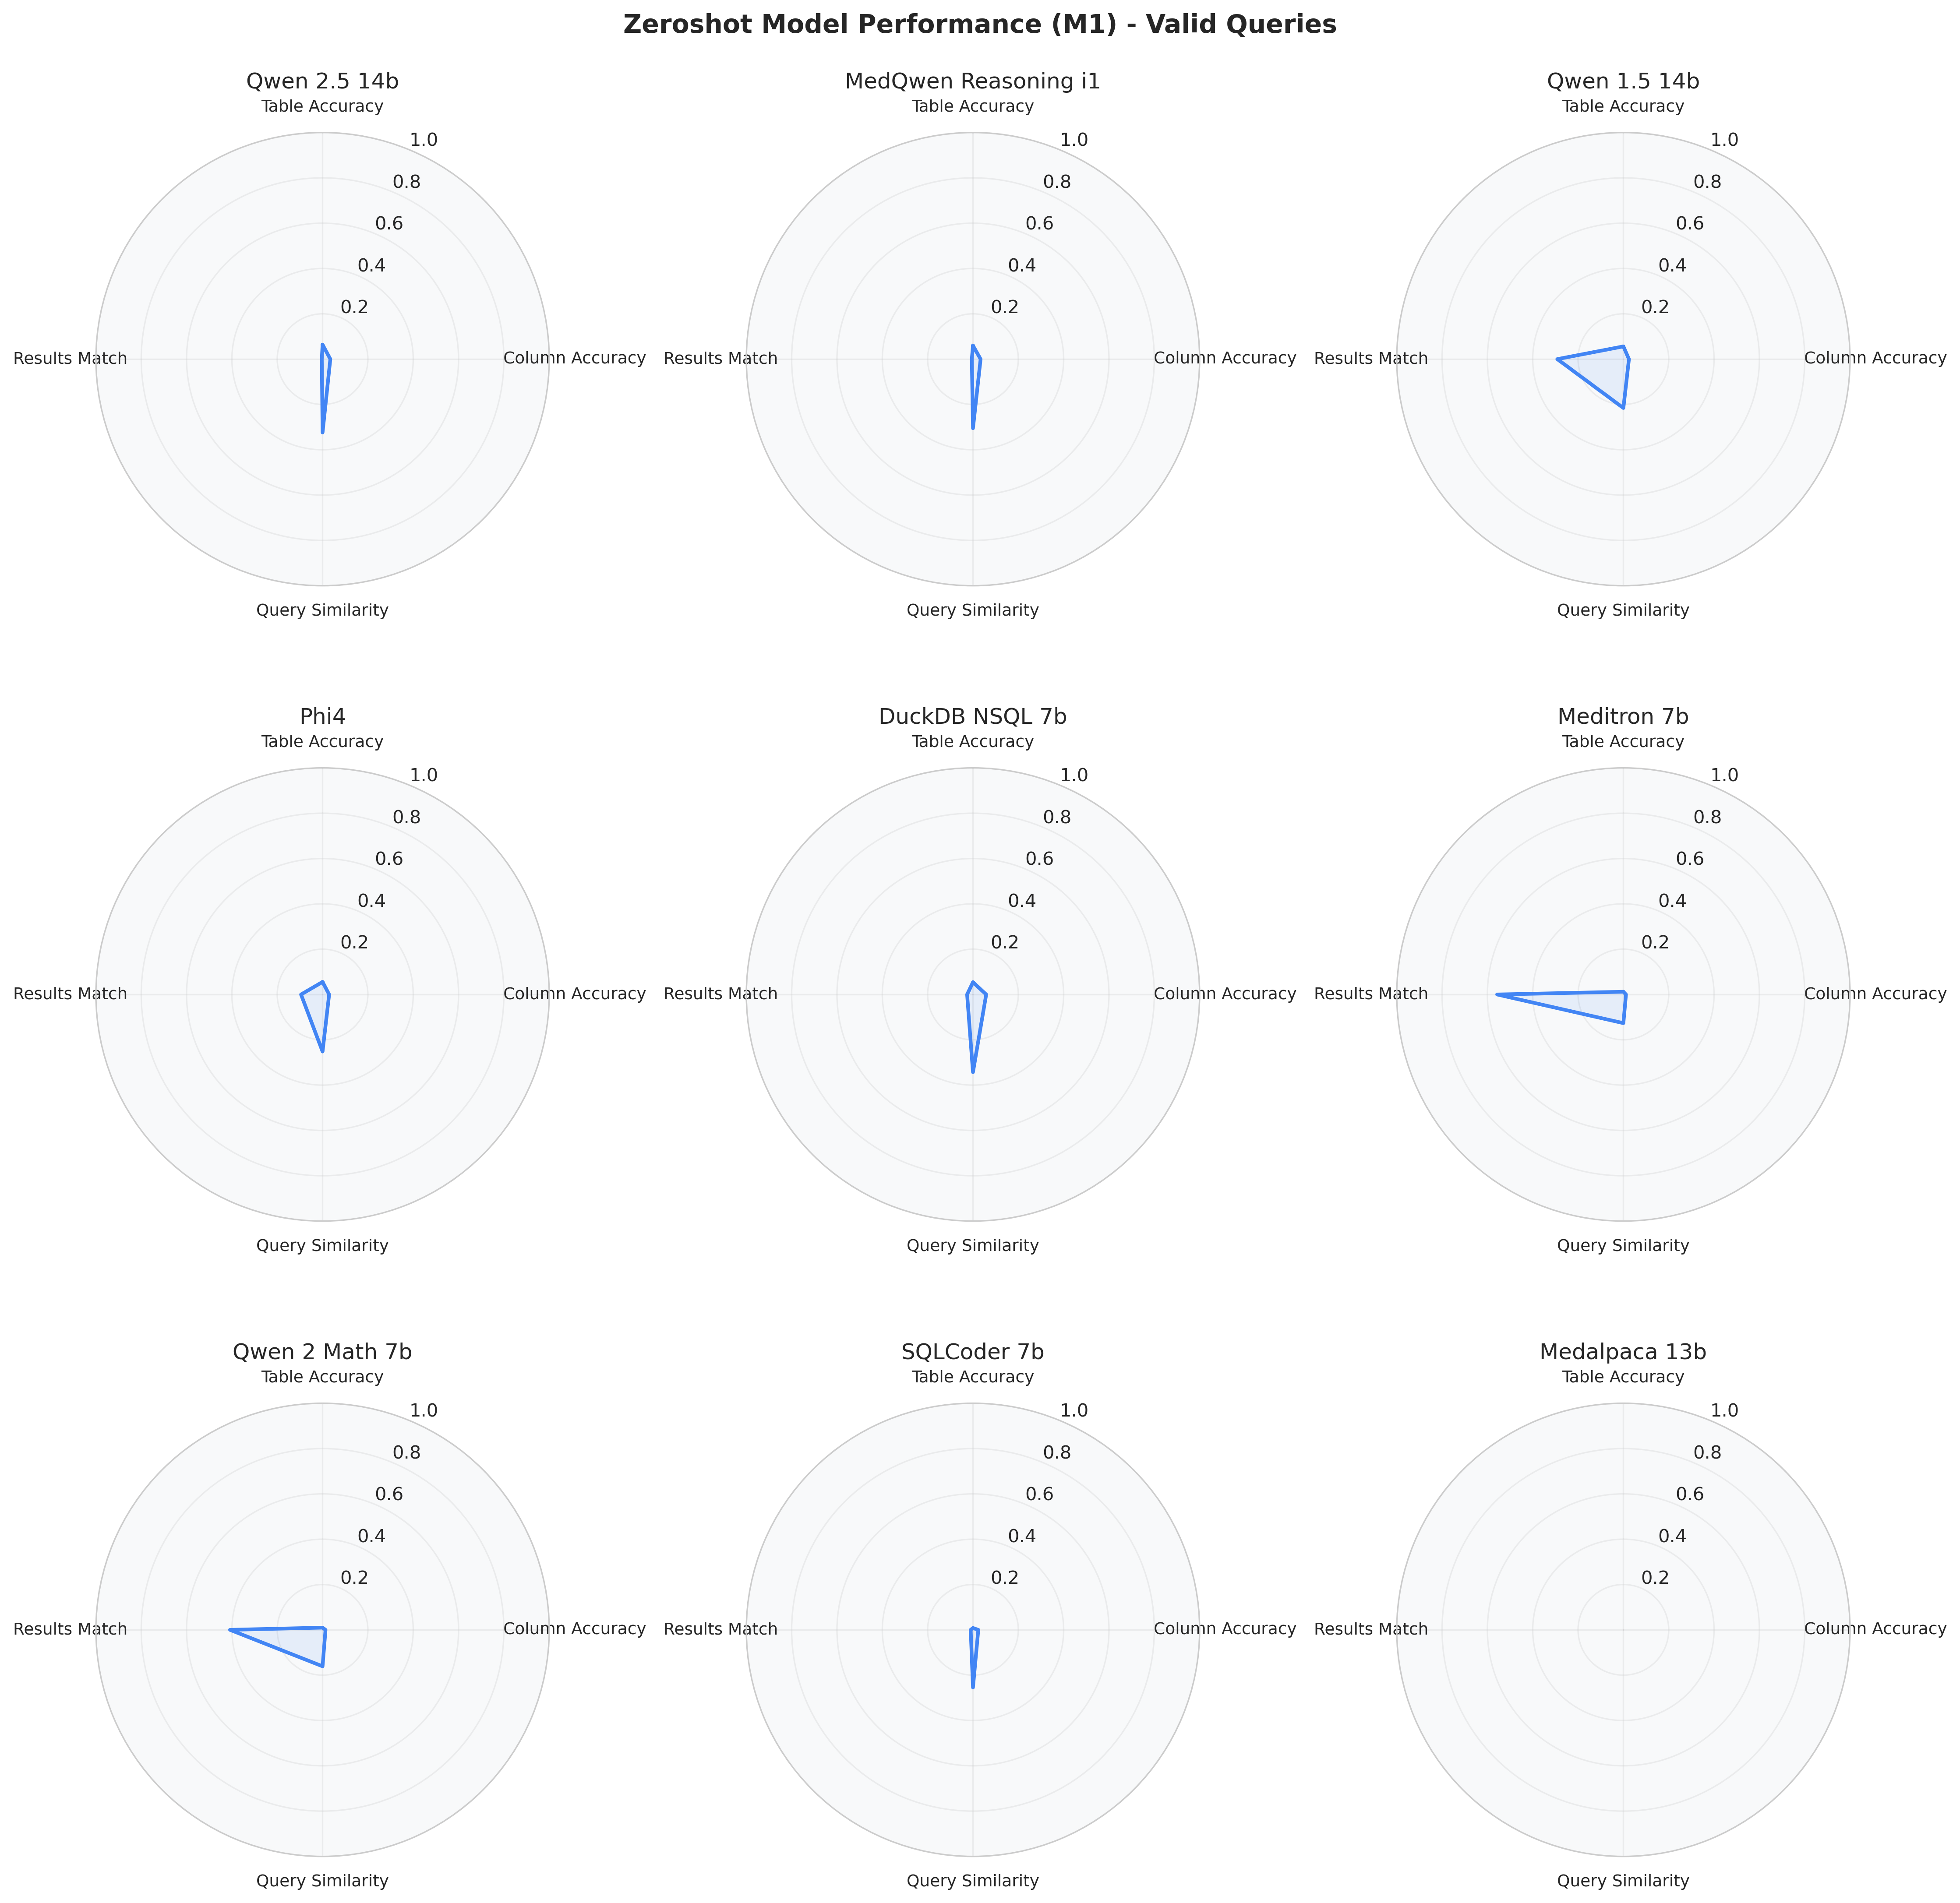 Zeroshot Model Performance (M1) - Valid Queries
Qwen 2.5 14b
Table Accuracy
1.0
0.8
0.6
0.4
0.2
Results Match
Column Accuracy
Query Similarity
MedQwen Reasoning i1
Table Accuracy
1.0
0.8
0.6
0.4
0.2
Results Match
Column Accuracy
Query Similarity
Qwen 1.5 14b
Table Accuracy
1.0
0.8
0.6
0.4
0.2
Results Match
Column Accuracy
Query Similarity
Phi4
Table Accuracy
1.0
0.8
0.6
0.4
0.2
Results Match
Column Accuracy
Query Similarity
DuckDB NSQL 7b
Table Accuracy
1.0
0.8
0.6
0.4
0.2
Results Match
Column Accuracy
Query Similarity
Meditron 7b
Table Accuracy
1.0
0.8
0.6
0.4
0.2
Results Match
Column Accuracy
Query Similarity
Qwen 2 Math 7b
Table Accuracy
1.0
0.8
0.6
0.4
0.2
Results Match
Column Accuracy
Query Similarity
SQLCoder 7b
Table Accuracy
1.0
0.8
0.6
0.4
0.2
Results Match
Column Accuracy
Query Similarity
Medalpaca 13b
Table Accuracy
1.0
0.8
0.6
0.4
0.2
Results Match
Column Accuracy
Query Similarity